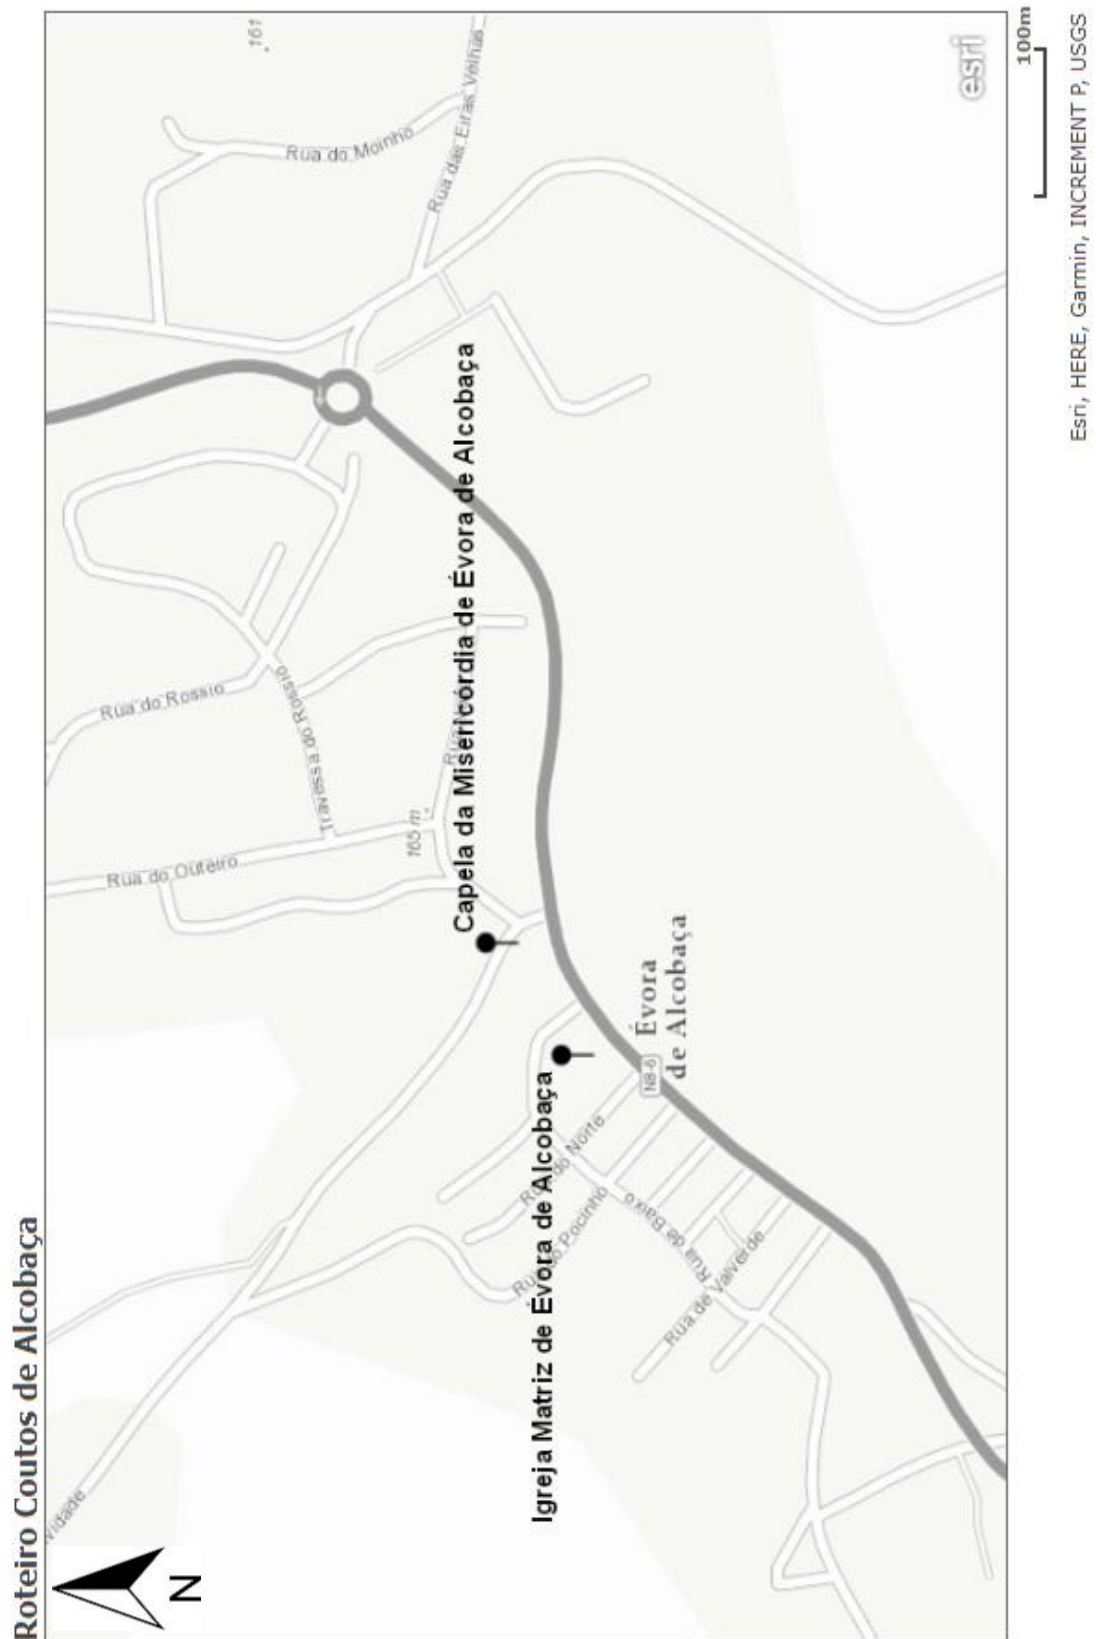 Roteiro Coutos de Alcobaça
N
vidade
Rua do Outeiro
Rua do Rossio
Travessa do Rossio
165 m
161
Rua do Moinho
Rua das Eiras Velhas
Capela da Misericórdia de Évora de Alcobaça
Igreja Matriz de Évora de Alcobaça
do Norte
do Pocinho
Rua de Baixo
Rua de Valverde
N8-6
Évora
de Alcobaça
esri
100m
Esri, HERE, Garmin, INCREMENT P, USGS